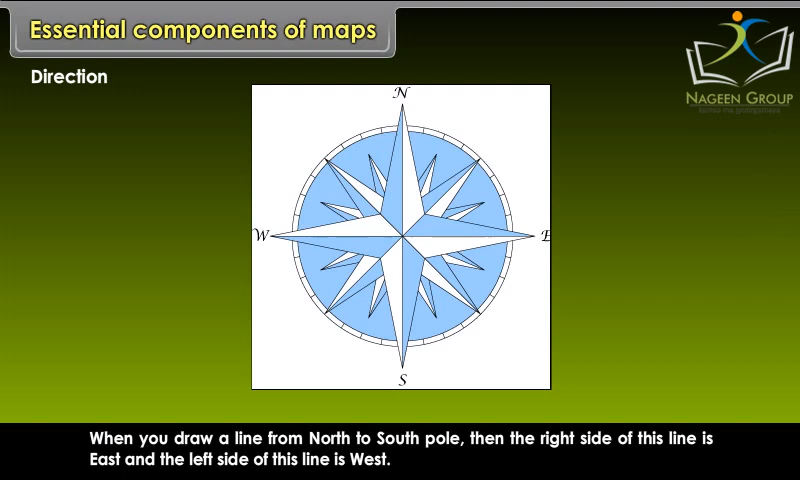 Essential components of maps
NAGEEN GROUP
Direction
N
W
E
S
When you draw a line from North to South pole, then the right side of this line is
East and the left side of this line is West.